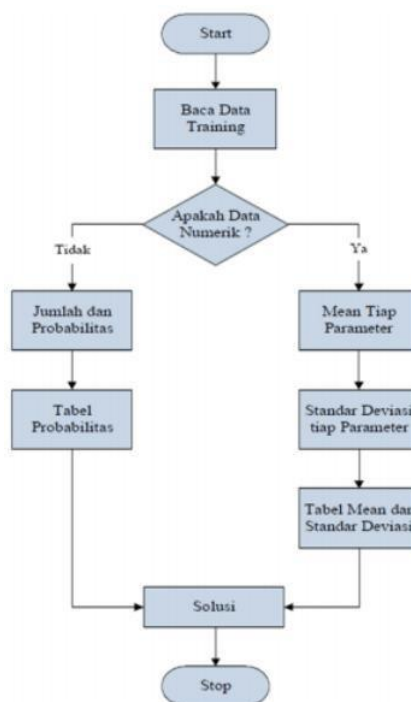 Start
Baca Data
Training
Apakah Data
Numerik ?
Tidak
Ya
Jumlah dan
Probabilitas
Mean Tiap
Parameter
Tabel
Probabilitas
Standar Deviasi
tiap Parameter
Tabel Mean dan
Standar Deviasi
Solusi
Stop